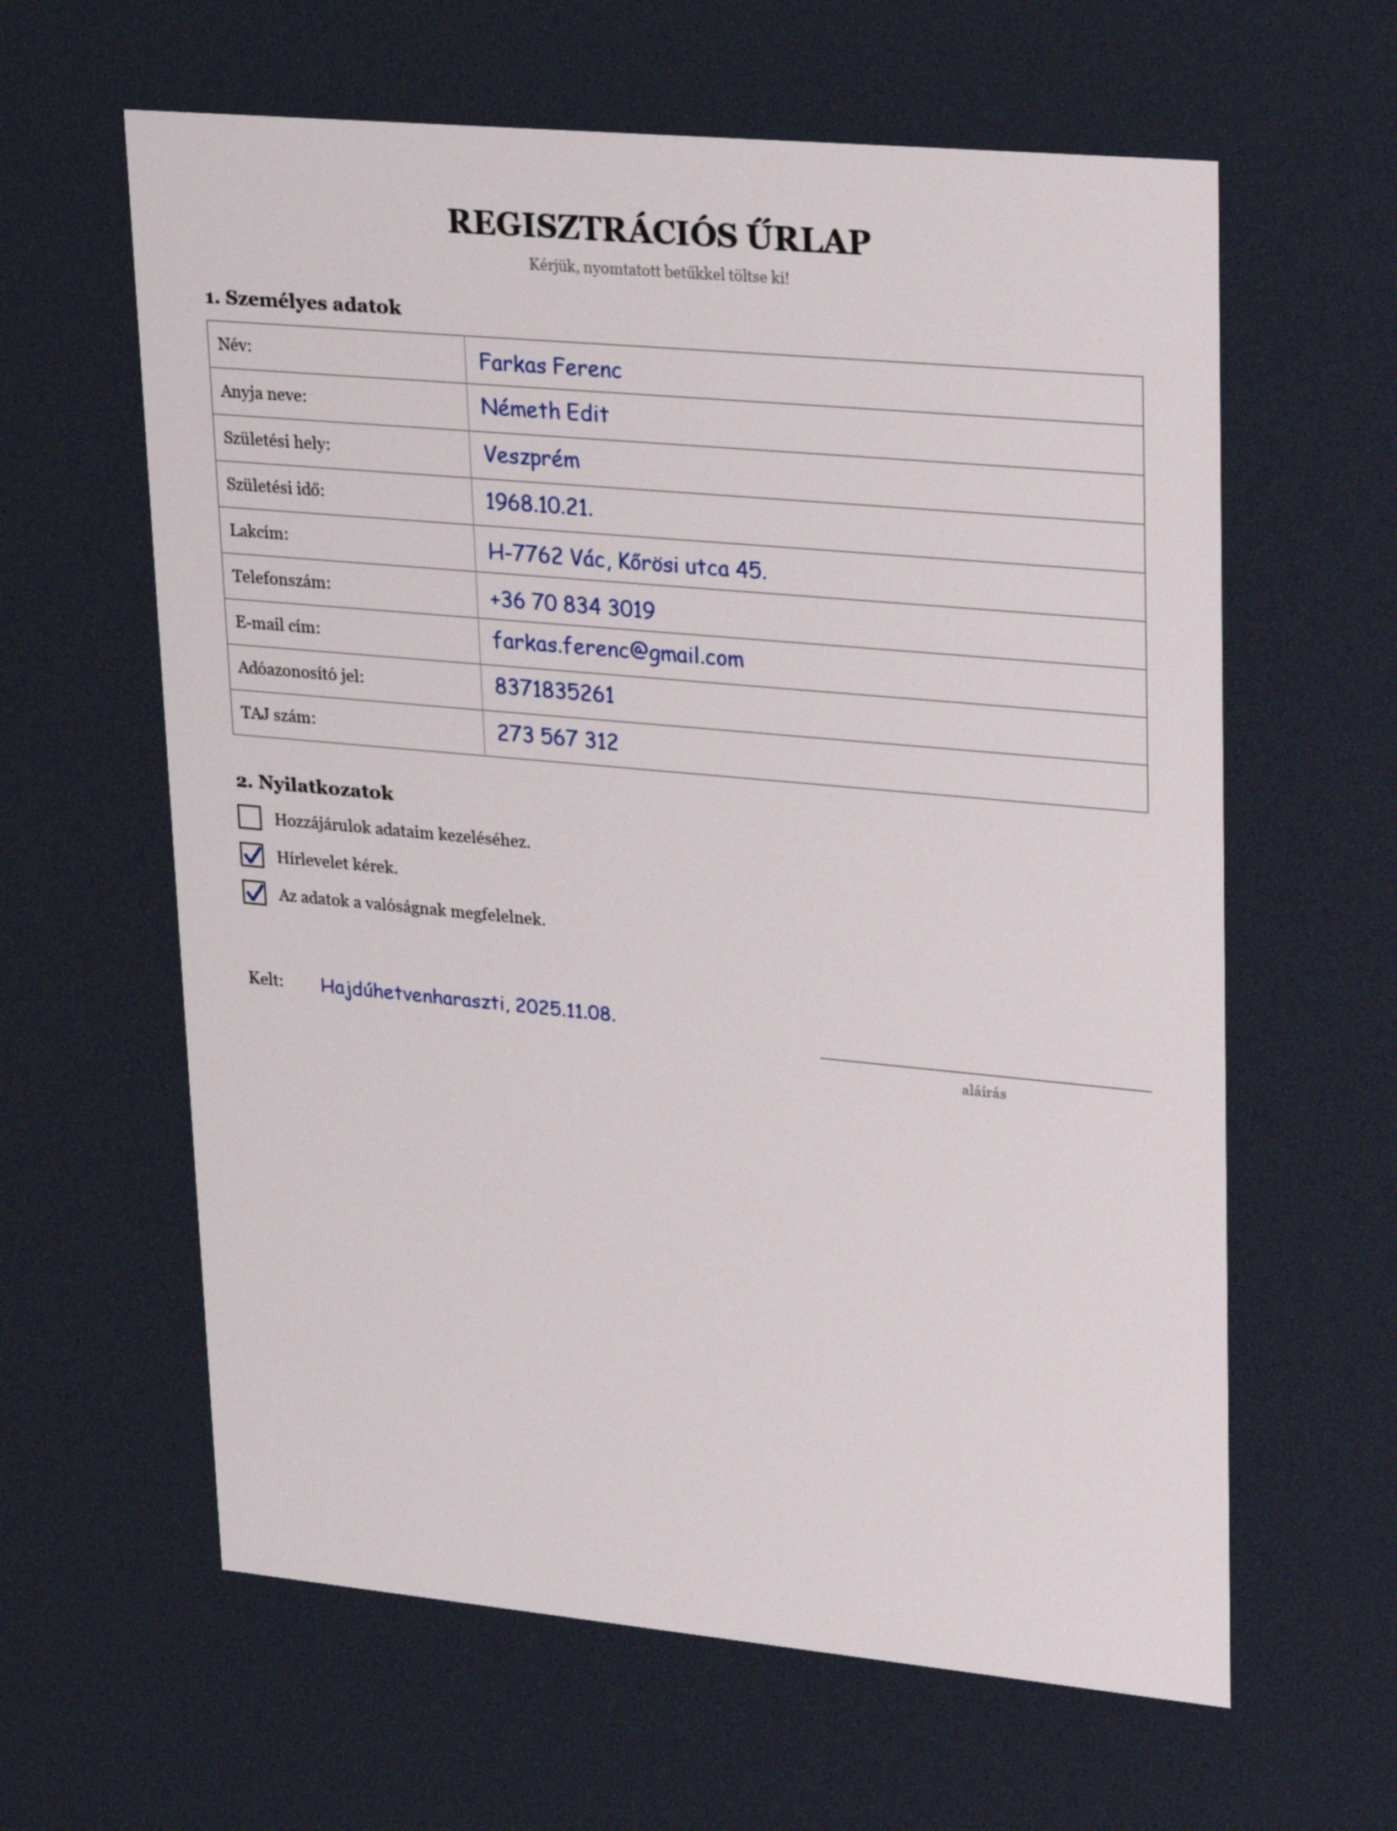 REGISZTRÁCIÓS ŰRLAP
Kérjük, nyomtatott betűkkel töltse ki!
1. Személyes adatok
Név: Farkas Ferenc
Anyja neve: Németh Edit
Születési hely: Veszprém
Születési idő: 1968.10.21.
Lakcím: H-7762 Vác, Kőrösi utca 45.
Telefonszám: +36 70 834 3019
E-mail cím: farkas.ferenc@gmail.com
Adóazonosító jel: 8371835261
TAJ szám: 273 567 312
2. Nyilatkozatok
Hozzájárulok adataim kezeléséhez.
Hírlevelet kérek.
Az adatok a valóságnak megfelelnek.
Kelt: Hajdúhetvenharaszti, 2025.11.08.
aláírás